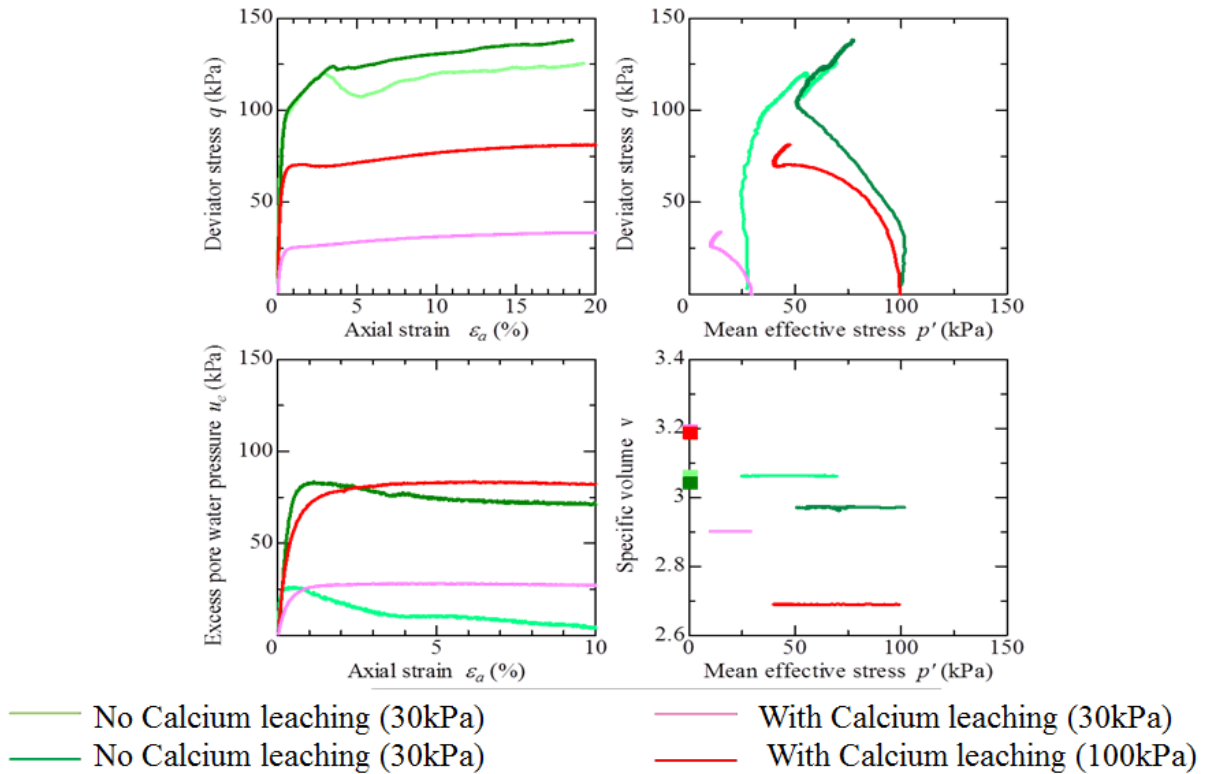 150
100
50
0
5
10
15
20
Deviator stress q (kPa)
Axial strain εa (%)
150
100
50
0
50
100
150
Deviator stress q (kPa)
Mean effective stress p' (kPa)
150
100
50
0
5
10
Excess pore water pressure ue (kPa)
Axial strain εa (%)
3.4
3.2
3
2.8
2.6
0
50
100
150
Specific volume v
Mean effective stress p' (kPa)
No Calcium leaching (30kPa)
With Calcium leaching (30kPa)
No Calcium leaching (30kPa)
With Calcium leaching (100kPa)